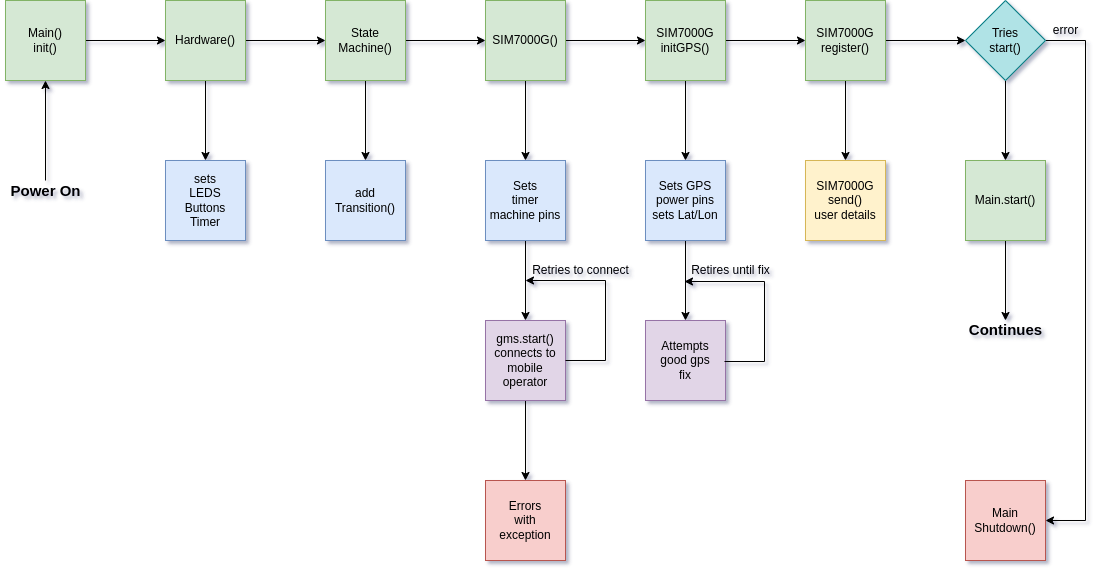 Main()
init()
Hardware()
State
Machine()
SIM7000G()
SIM7000G
initGPS()
SIM7000G
register()
Tries
start()
error
Power On
sets
LEDS
Buttons
Timer
add
Transition()
Sets
timer
machine pins
Sets GPS
power pins
sets Lat/Lon
SIM7000G
send()
user details
Main.start()
Retries to connect
Retires until fix
gms.start()
connects to
mobile
operator
Attempts
good gps
fix
Continues
Errors
with
exception
Main
Shutdown()